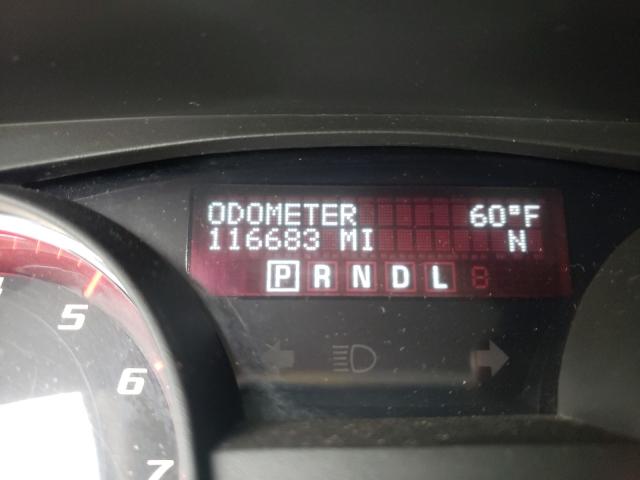 ODOMETER 60°F
116683 MI N
P R N D L 8
5
6
7